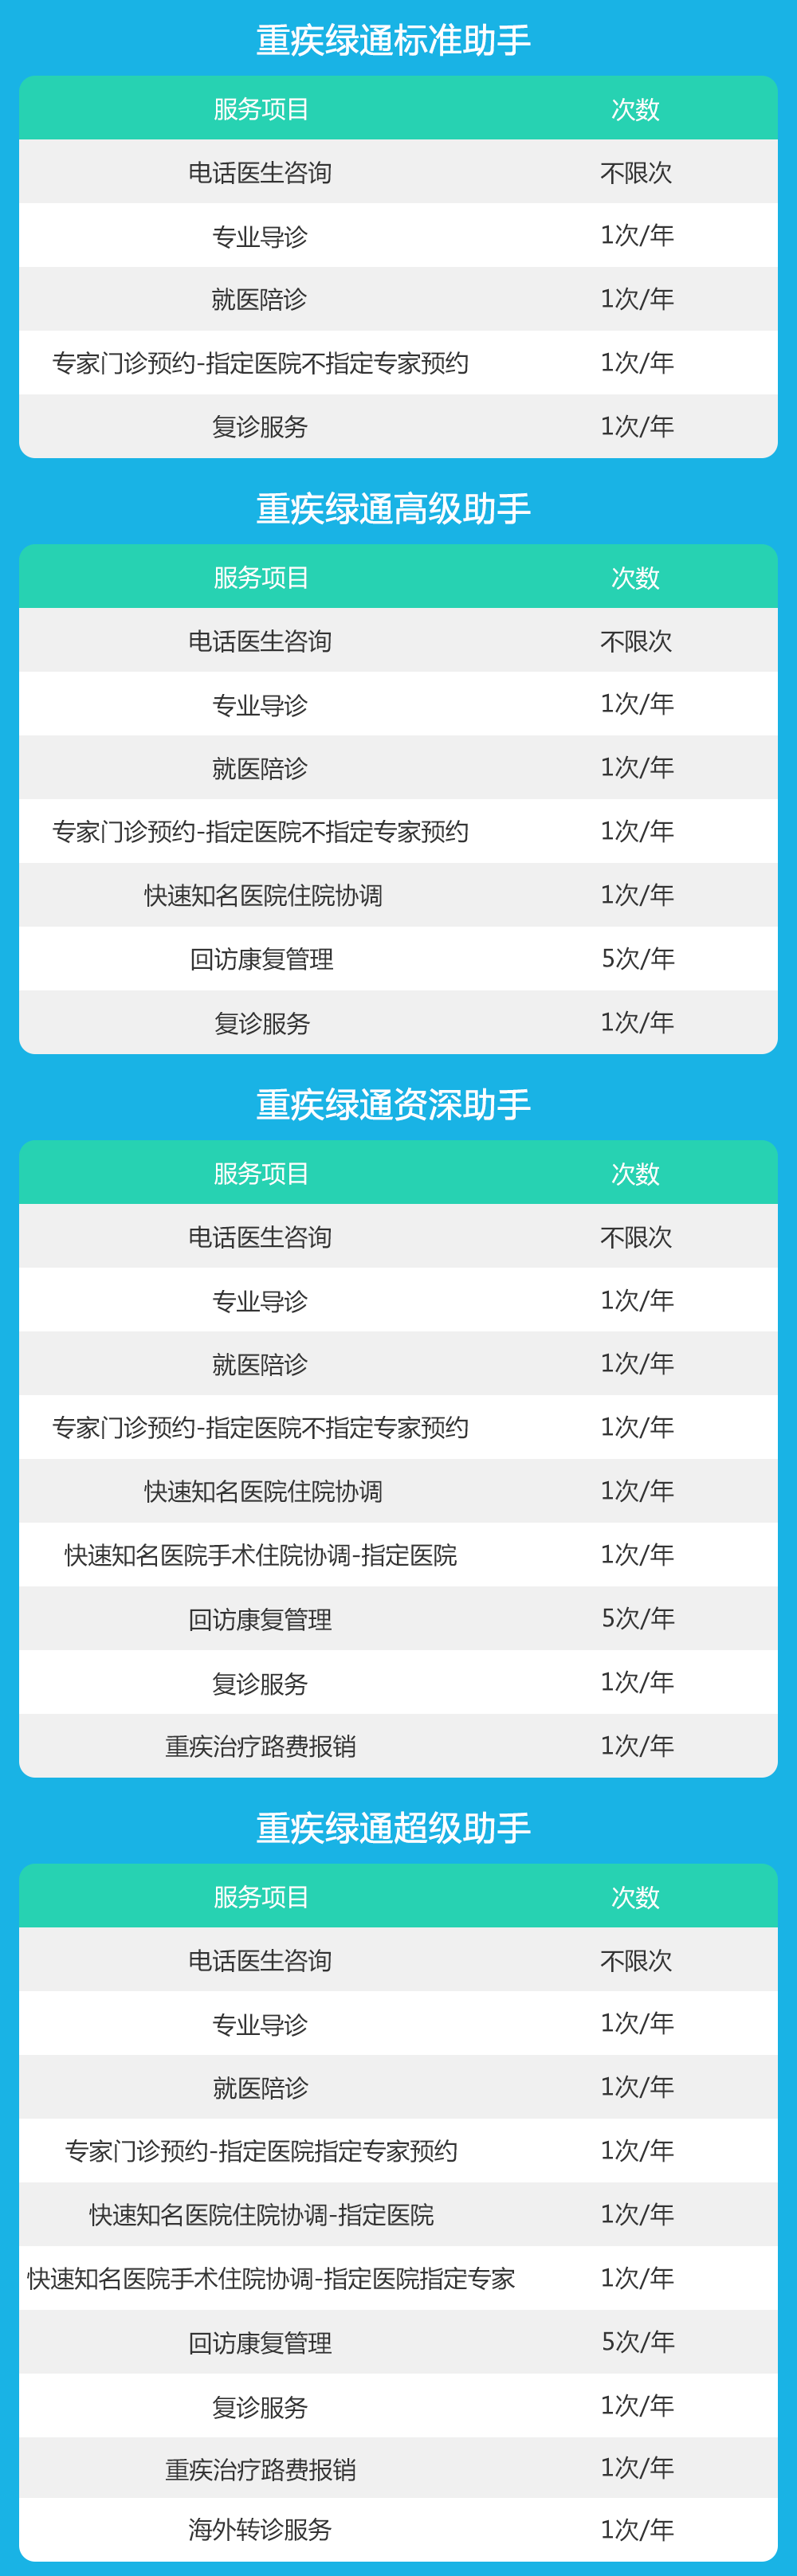 重疾绿通标准助手
服务项目 次数
电话医生咨询 不限次
专业导诊 1次/年
就医陪诊 1次/年
专家门诊预约-指定医院不指定专家预约 1次/年
复诊服务 1次/年
重疾绿通高级助手
服务项目 次数
电话医生咨询 不限次
专业导诊 1次/年
就医陪诊 1次/年
专家门诊预约-指定医院不指定专家预约 1次/年
快速知名医院住院协调 1次/年
回访康复管理 5次/年
复诊服务 1次/年
重疾绿通资深助手
服务项目 次数
电话医生咨询 不限次
专业导诊 1次/年
就医陪诊 1次/年
专家门诊预约-指定医院不指定专家预约 1次/年
快速知名医院住院协调 1次/年
快速知名医院手术住院协调-指定医院 1次/年
回访康复管理 5次/年
复诊服务 1次/年
重疾治疗路费报销 1次/年
重疾绿通超级助手
服务项目 次数
电话医生咨询 不限次
专业导诊 1次/年
就医陪诊 1次/年
专家门诊预约-指定医院指定专家预约 1次/年
快速知名医院住院协调-指定医院 1次/年
快速知名医院手术住院协调-指定医院指定专家 1次/年
回访康复管理 5次/年
复诊服务 1次/年
重疾治疗路费报销 1次/年
海外转诊服务 1次/年